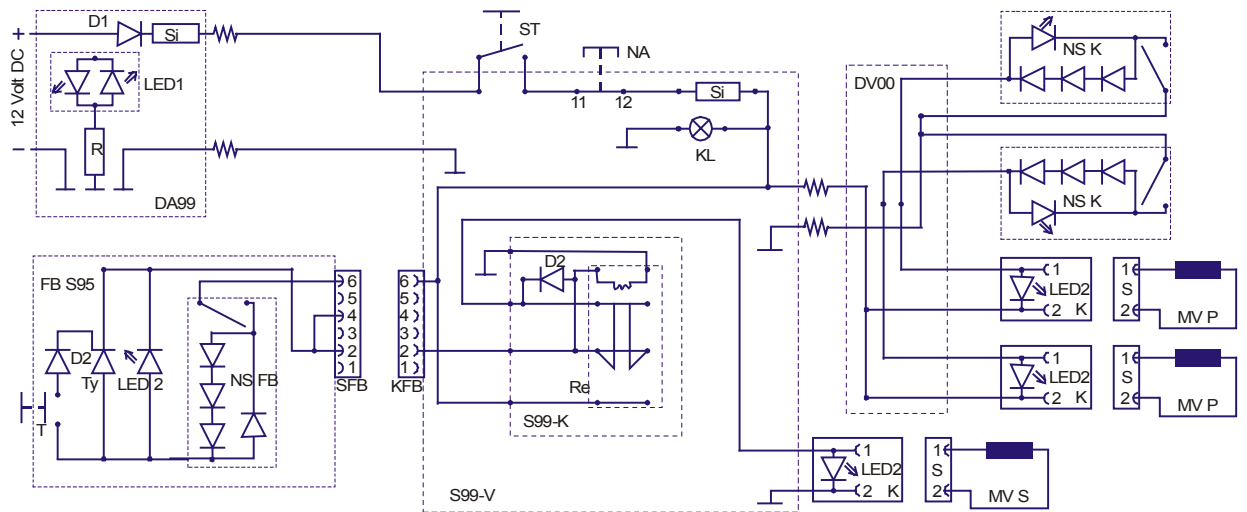 D1
Si
+
12 Volt DC
−
LED1
R
DA99
ST
NA
11
12
Si
KL
DV00
NS K
NS K
FB S95
D2
Ty
LED 2
NS FB
T
6
5
4
3
2
1
SFB
6
5
4
3
2
1
KFB
D2
Re
S99-K
S99-V
1
LED2
2 K
1
S
2
MV P
1
LED2
2 K
1
S
2
MV P
1
LED2
2 K
1
S
2
MV S